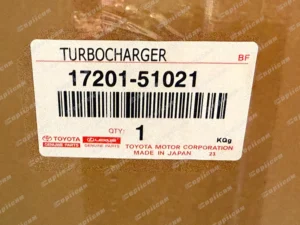 TURBOCHARGER BF
17201-51021
QTY: 1 KQg
TOYOTA LEXUS TOYOTA MOTOR CORPORATION
GENUINE PARTS GENUINE PARTS MADE IN JAPAN 23